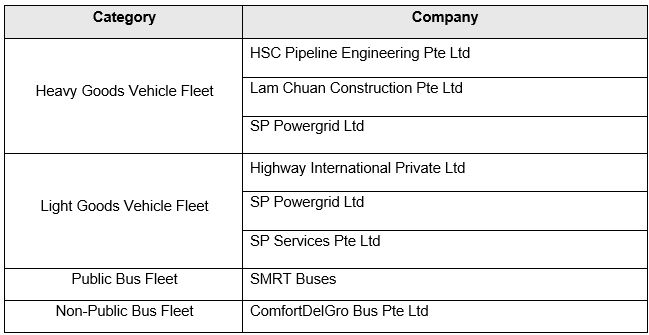 Category Company
Heavy Goods Vehicle Fleet
HSC Pipeline Engineering Pte Ltd
Lam Chuan Construction Pte Ltd
SP Powergrid Ltd
Light Goods Vehicle Fleet
Highway International Private Ltd
SP Powergrid Ltd
SP Services Pte Ltd
Public Bus Fleet SMRT Buses
Non-Public Bus Fleet ComfortDelGro Bus Pte Ltd